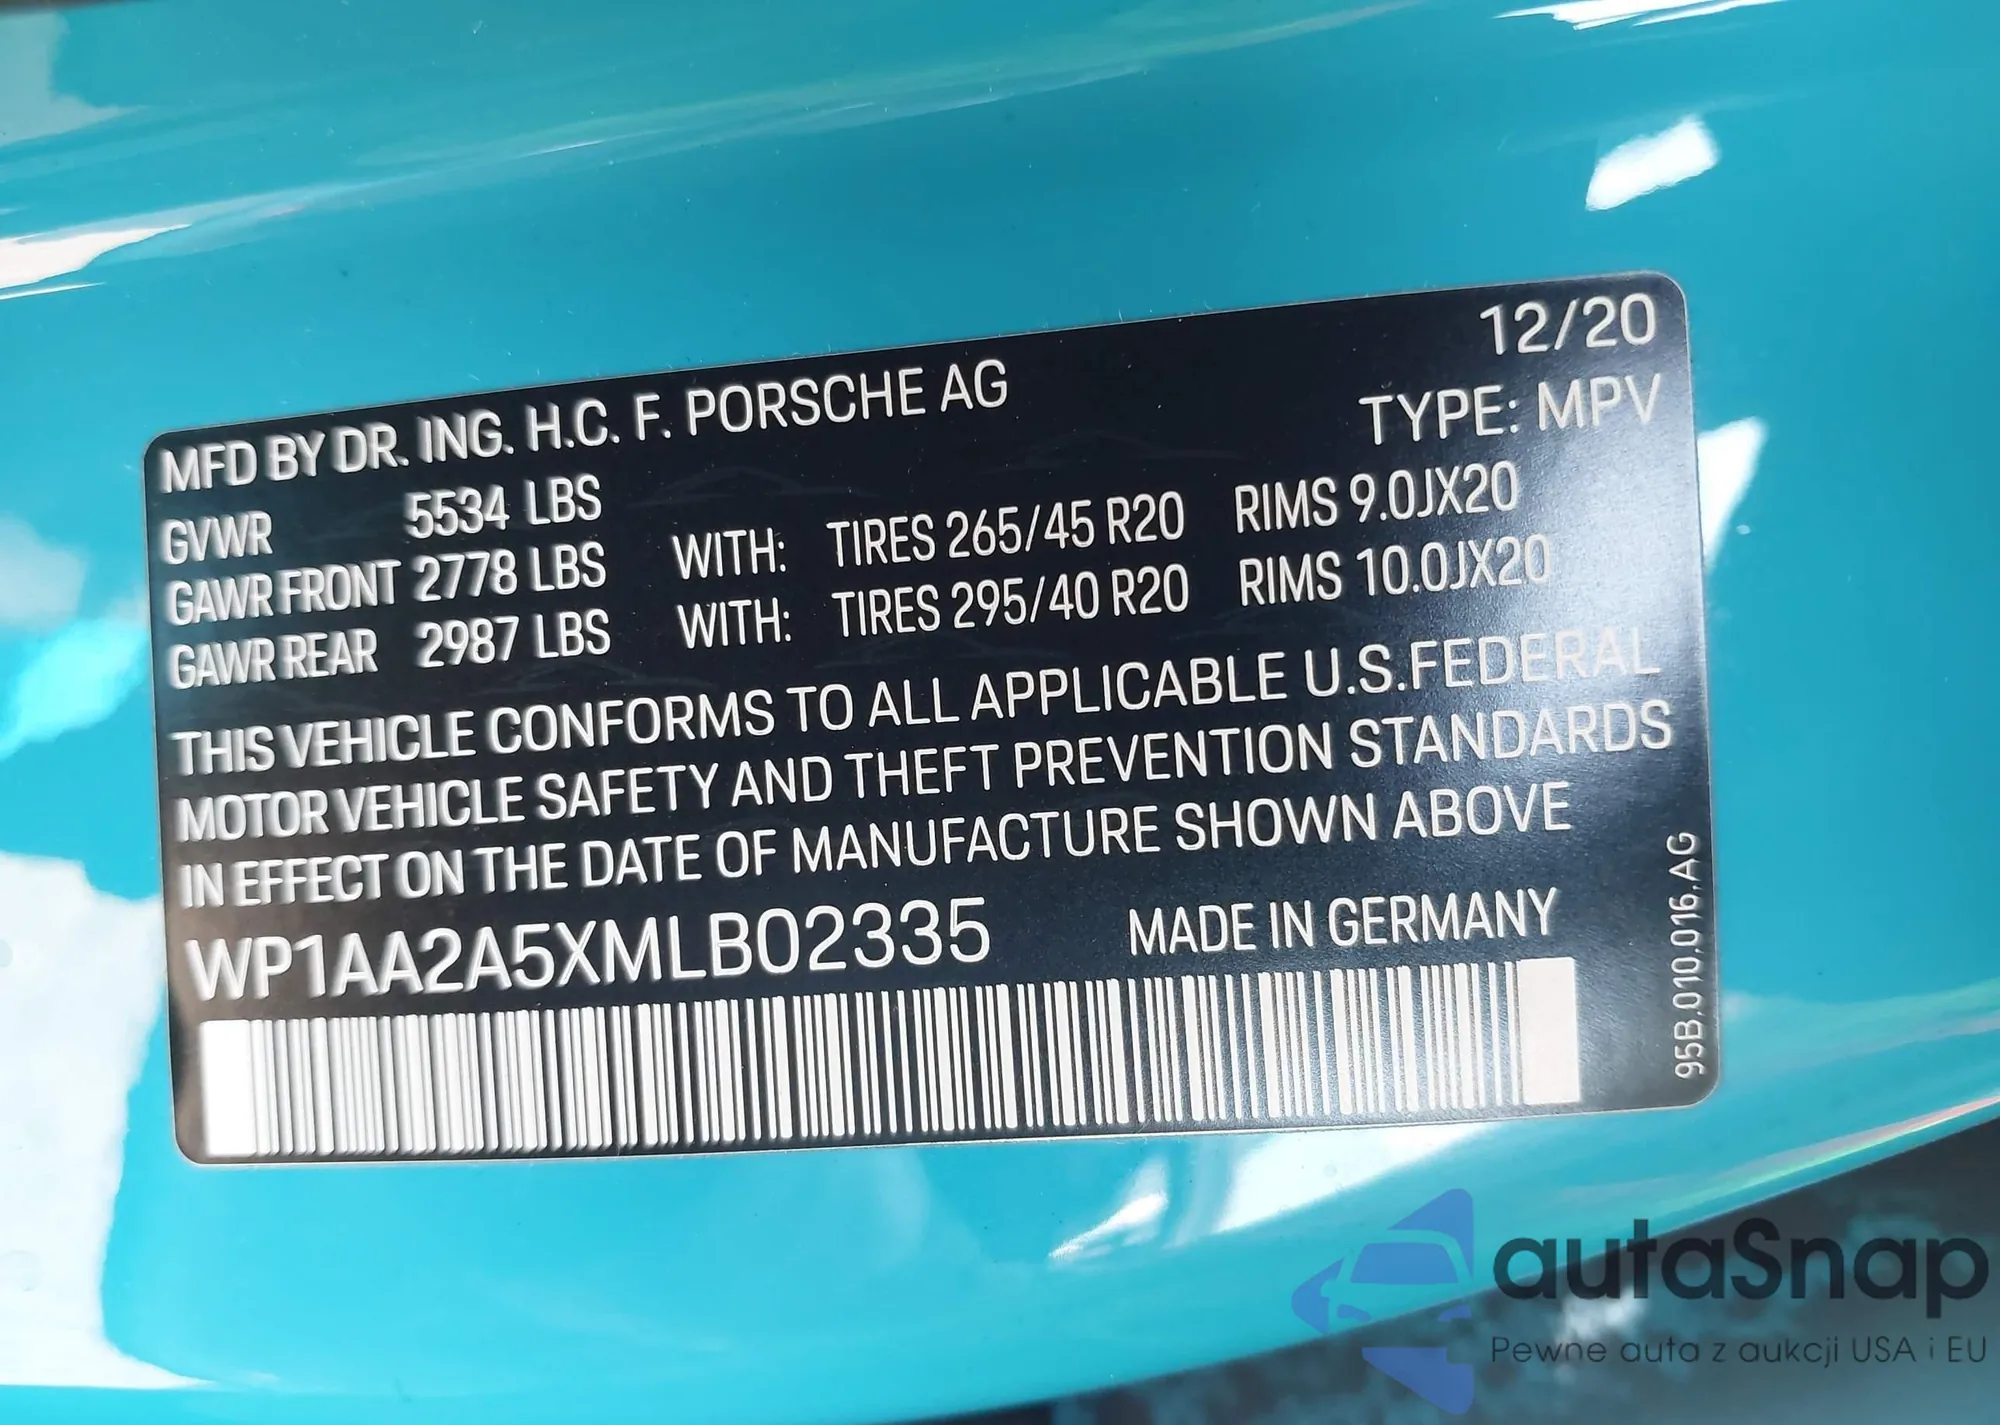 12/20
MFD BY DR. ING. H.C. F. PORSCHE AG
TYPE: MPV
GVWR 5534 LBS
GAWR FRONT 2778 LBS WITH: TIRES 265/45 R20 RIMS 9.0JX20
GAWR REAR 2987 LBS WITH: TIRES 295/40 R20 RIMS 10.0JX20
THIS VEHICLE CONFORMS TO ALL APPLICABLE U.S.FEDERAL
MOTOR VEHICLE SAFETY AND THEFT PREVENTION STANDARDS
IN EFFECT ON THE DATE OF MANUFACTURE SHOWN ABOVE
WP1AA2A5XMLB02335 MADE IN GERMANY
95B.010.016.AG
autaSnap
Pewne auta z aukcji USA i EU